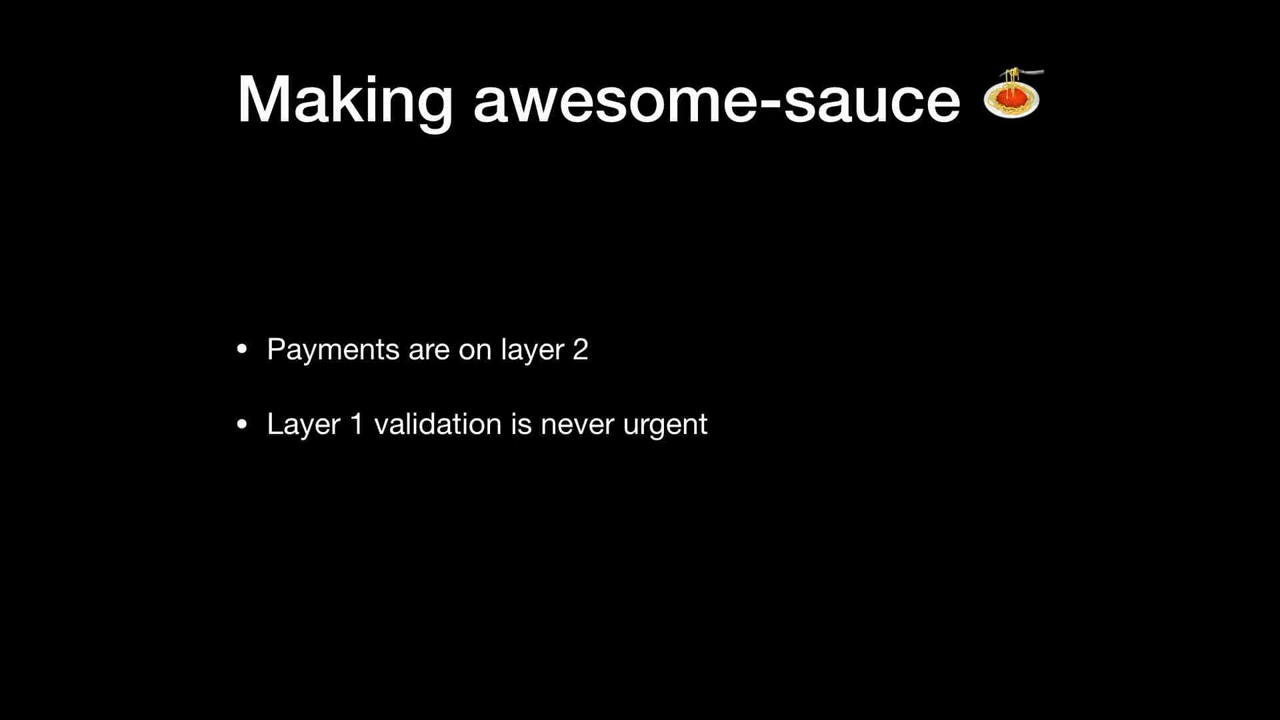 Making awesome-sauce 🍝
• Payments are on layer 2
• Layer 1 validation is never urgent